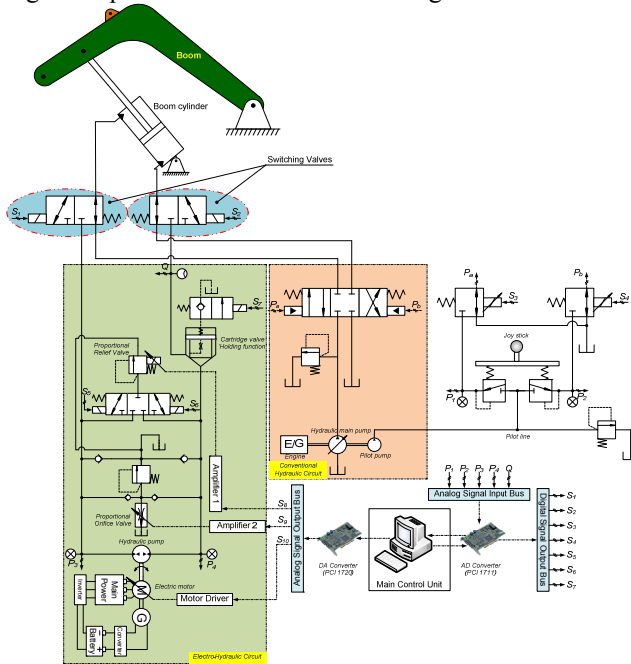 Boom
Boom cylinder
Switching Valves
S1
S2
Q
S7
Pa
Pb
Pa
Pb
S3
S4
Cartridge valve
'Holding function'
Proportional
Relief Valve
Joy stick
S5
P1
P2
Hydraulic main pump
E/G
Engine
Pilot pump
Pilot line
Conventional
Hydraulic Circuit
Amplifier 1
P1 P2 P3 P4 Q
Analog Signal Input Bus
Proportional
Orifice Valve
Amplifier 2
S8
S9
S10
Analog Signal Output Bus
Digital Signal Output Bus
S1
S2
S3
S4
S5
S6
S7
Hydraulic pump
P3
P4
DA Converter
(PCI 1720)
Main Control Unit
AD Converter
(PCI 1711)
Electric motor
M
Motor Driver
Inverter
Main
Power
G
Battery
Converter
Electro-Hydraulic Circuit